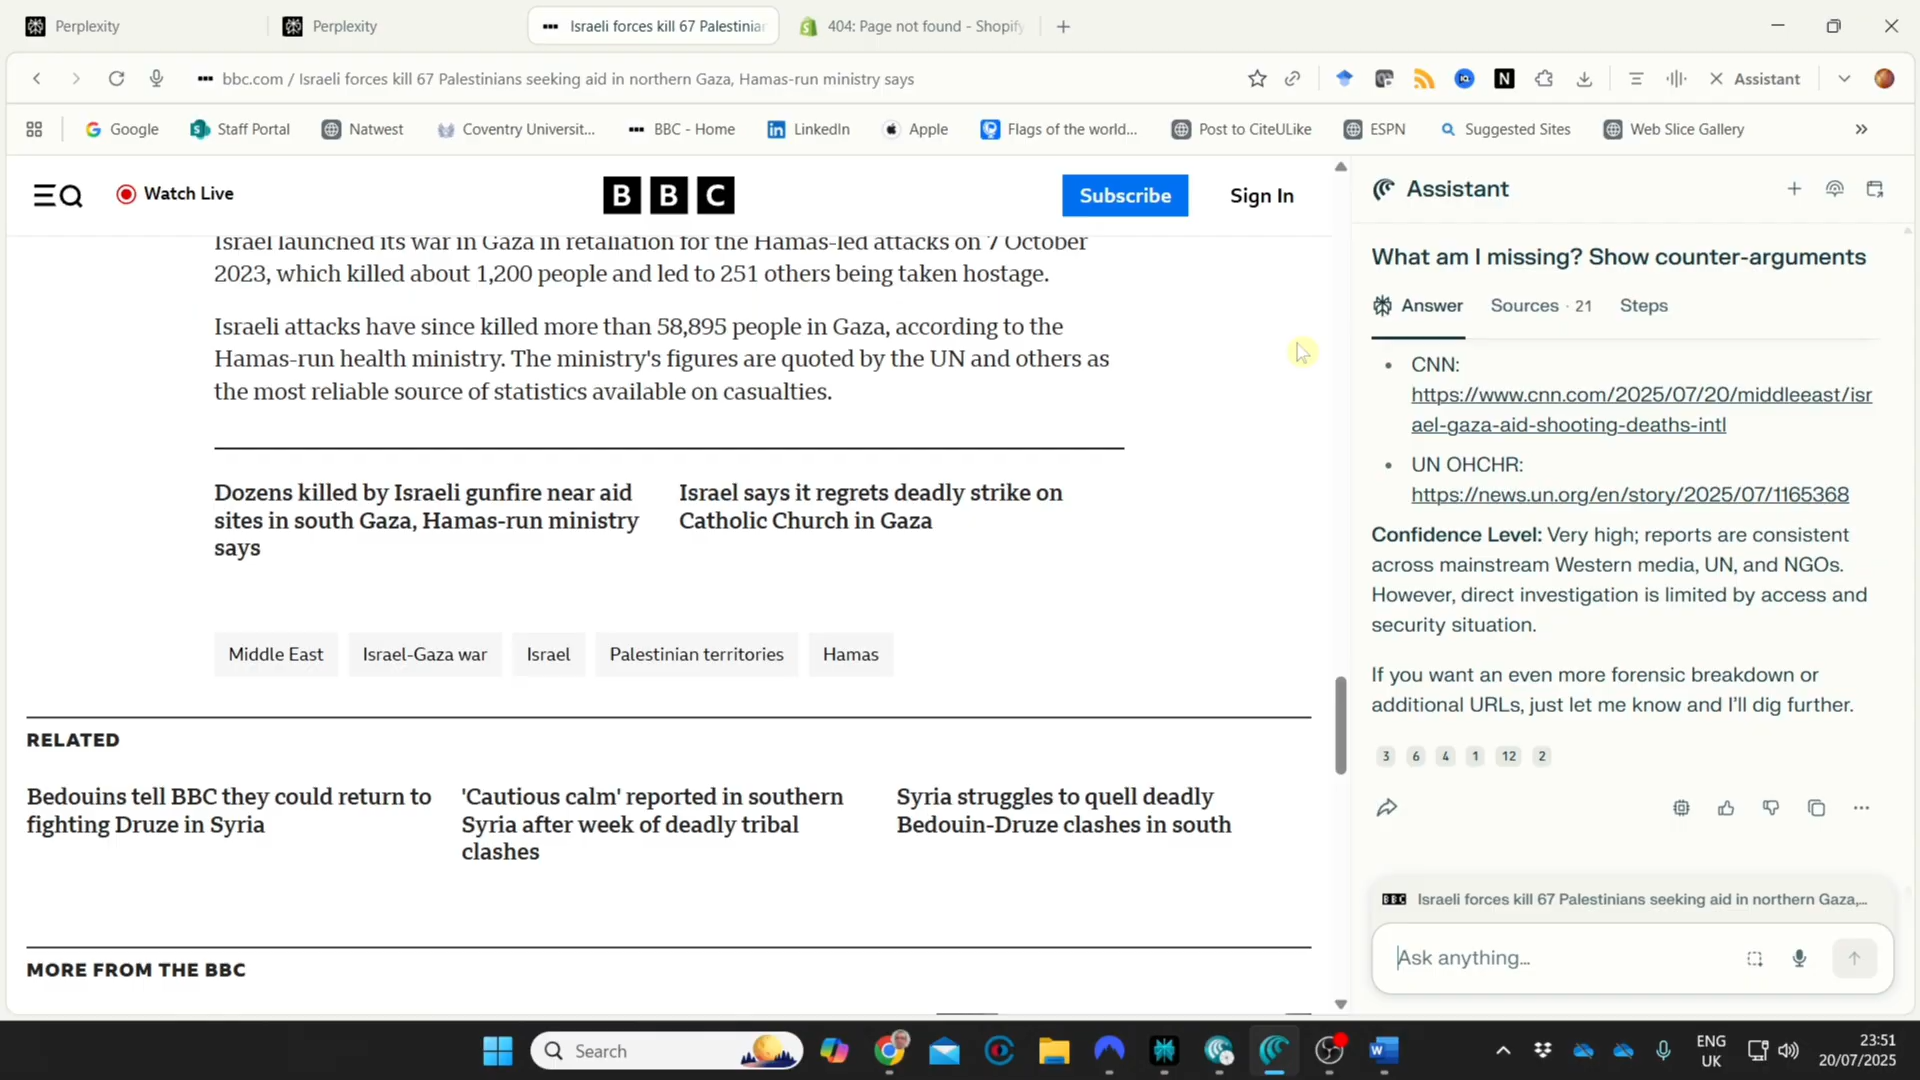 Perplexity
Perplexity
Israeli forces kill 67 Palestinia
404: Page not found - Shopify
bbc.com / Israeli forces kill 67 Palestinians seeking aid in northern Gaza, Hamas-run ministry says
N
Assistant
Google
Staff Portal
Natwest
Coventry Universit...
BBC - Home
LinkedIn
Apple
Flags of the world...
Post to CiteULike
ESPN
Suggested Sites
Web Slice Gallery
Watch Live
BBC
Subscribe
Sign In
Israel launched its war in Gaza in retaliation for the Hamas-led attacks on 7 October
2023, which killed about 1,200 people and led to 251 others being taken hostage.
Israeli attacks have since killed more than 58,895 people in Gaza, according to the
Hamas-run health ministry. The ministry's figures are quoted by the UN and others as
the most reliable source of statistics available on casualties.
Dozens killed by Israeli gunfire near aid
sites in south Gaza, Hamas-run ministry
says
Israel says it regrets deadly strike on
Catholic Church in Gaza
Middle East
Israel-Gaza war
Israel
Palestinian territories
Hamas
RELATED
Bedouins tell BBC they could return to
fighting Druze in Syria
'Cautious calm' reported in southern
Syria after week of deadly tribal
clashes
Syria struggles to quell deadly
Bedouin-Druze clashes in south
MORE FROM THE BBC
Assistant
What am I missing? Show counter-arguments
Answer
Sources · 21
Steps
• CNN:
https://www.cnn.com/2025/07/20/middleeast/isr
ael-gaza-aid-shooting-deaths-intl
• UN OHCHR:
https://news.un.org/en/story/2025/07/1165368
Confidence Level: Very high; reports are consistent
across mainstream Western media, UN, and NGOs.
However, direct investigation is limited by access and
security situation.
If you want an even more forensic breakdown or
additional URLs, just let me know and I'll dig further.
3 6 4 1 12 2
BBC Israeli forces kill 67 Palestinians seeking aid in northern Gaza,...
Ask anything...
Search
ENG
UK
23:51
20/07/2025